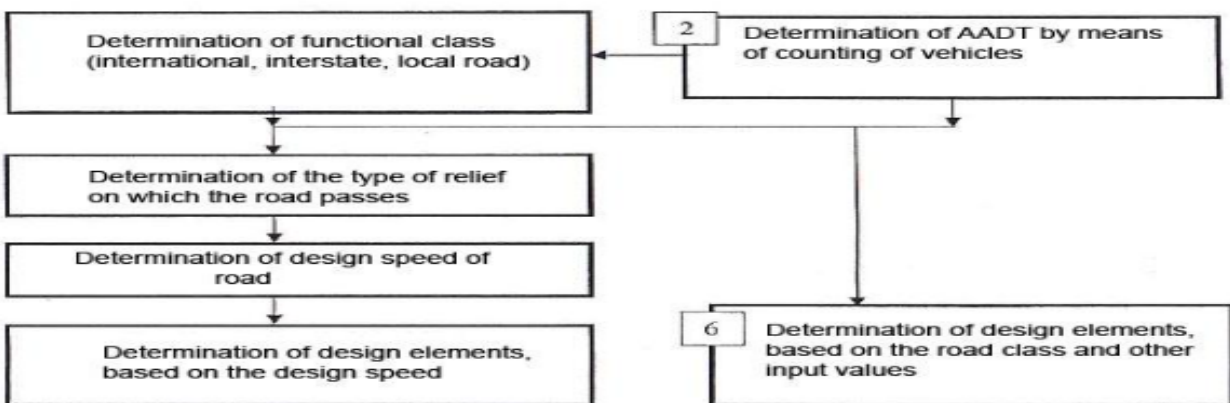 Determination of functional class
(international, interstate, local road)
2
Determination of AADT by means
of counting of vehicles
Determination of the type of relief
on which the road passes
Determination of design speed of
road
Determination of design elements,
based on the design speed
6
Determination of design elements,
based on the road class and other
input values